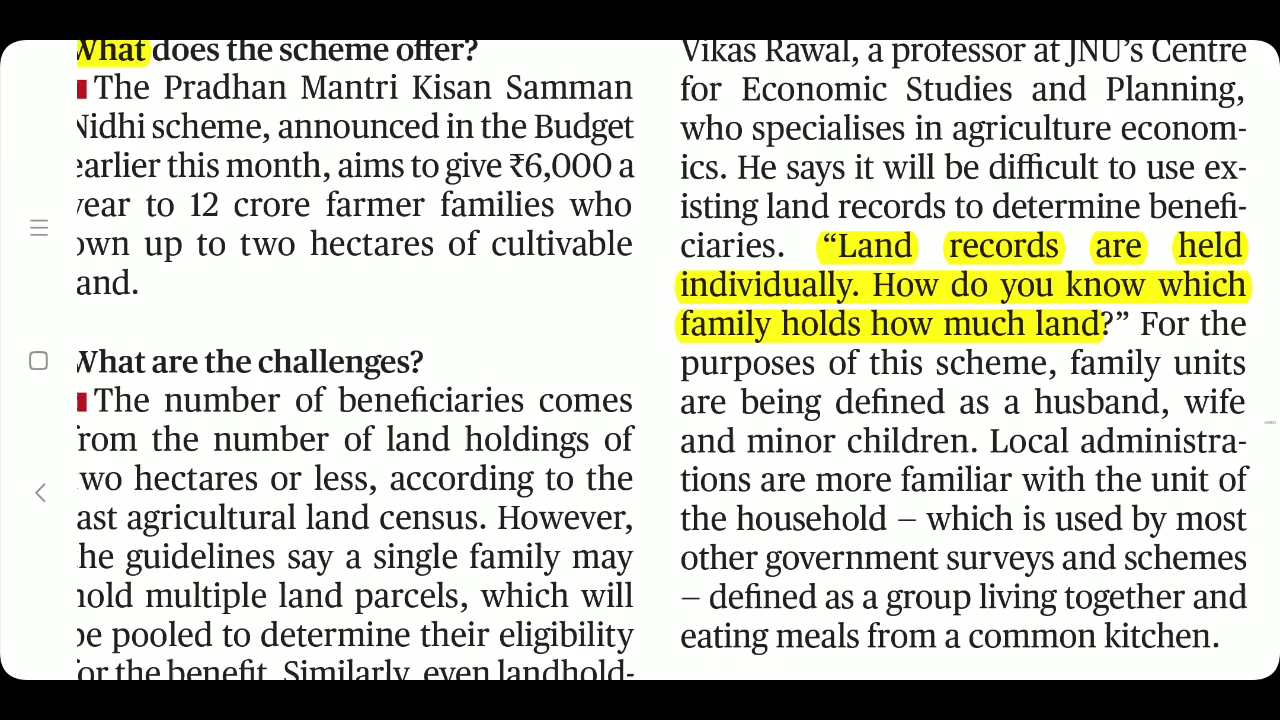 What does the scheme offer?
The Pradhan Mantri Kisan Samman
Nidhi scheme, announced in the Budget
earlier this month, aims to give ₹6,000 a
year to 12 crore farmer families who
own up to two hectares of cultivable
land.
What are the challenges?
The number of beneficiaries comes
from the number of land holdings of
two hectares or less, according to the
last agricultural land census. However,
the guidelines say a single family may
hold multiple land parcels, which will
be pooled to determine their eligibility
for the benefit. Similarly, even landhold-
Vikas Rawal, a professor at JNU’s Centre
for Economic Studies and Planning,
who specialises in agriculture econom-
ics. He says it will be difficult to use ex-
isting land records to determine benefi-
ciaries. “Land records are held
individually. How do you know which
family holds how much land?” For the
purposes of this scheme, family units
are being defined as a husband, wife
and minor children. Local administra-
tions are more familiar with the unit of
the household – which is used by most
other government surveys and schemes
– defined as a group living together and
eating meals from a common kitchen.